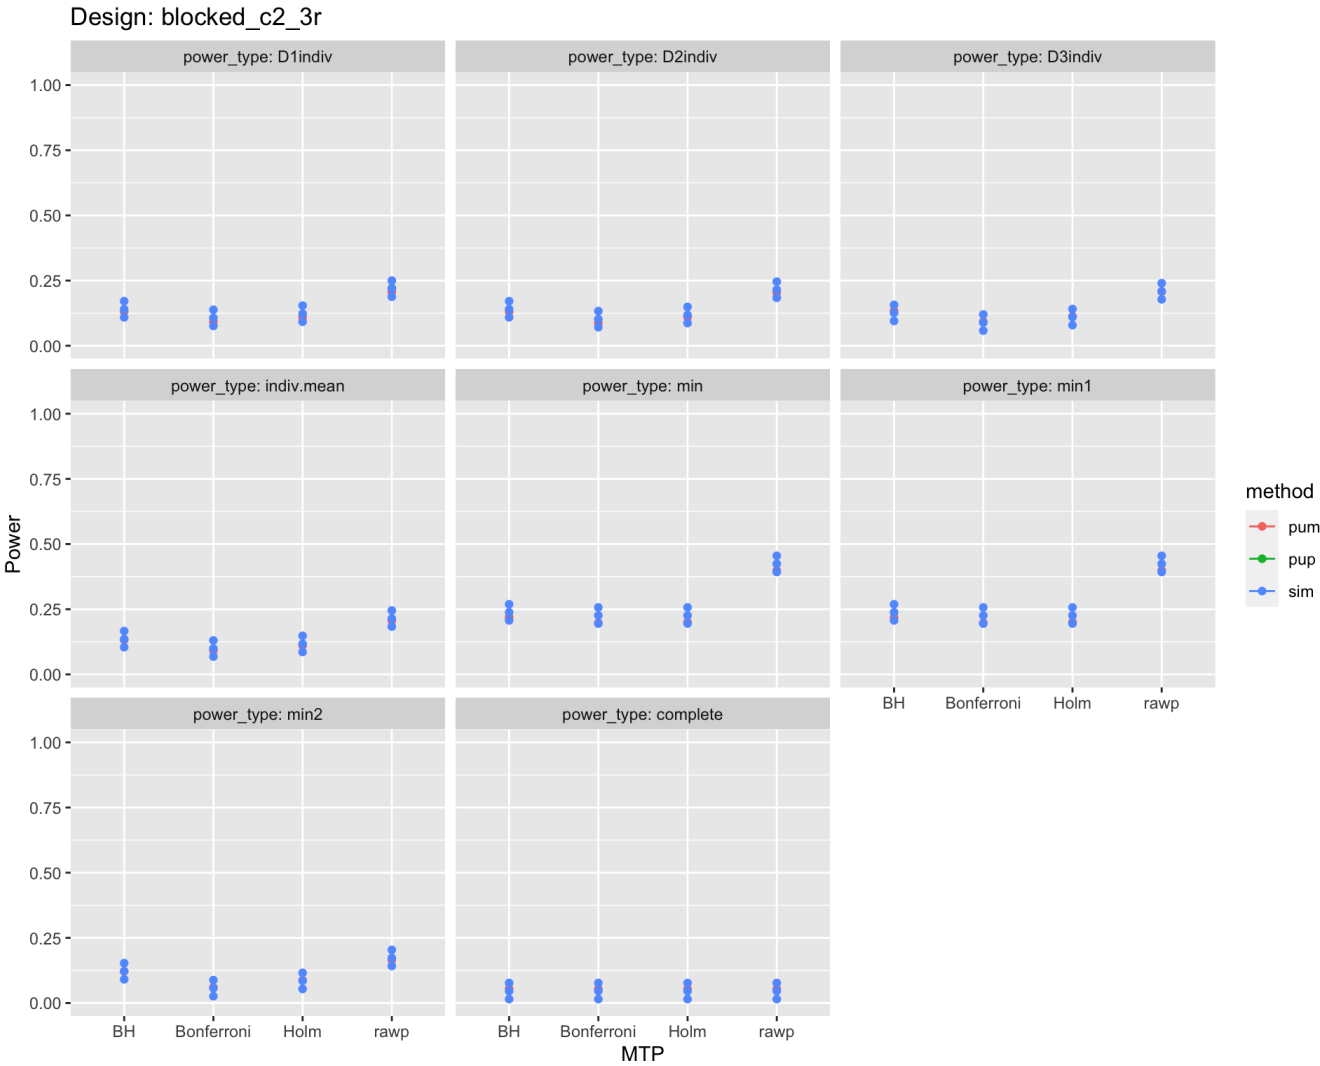 Design: blocked_c2_3r
power_type: D1indiv
power_type: D2indiv
power_type: D3indiv
1.00
0.75
0.50
0.25
0.00
power_type: indiv.mean
power_type: min
power_type: min1
1.00
0.75
0.50
0.25
0.00
BH Bonferroni Holm rawp
power_type: min2
power_type: complete
1.00
0.75
0.50
0.25
0.00
BH Bonferroni Holm rawp
BH Bonferroni Holm rawp
MTP
Power
method
pum
pup
sim